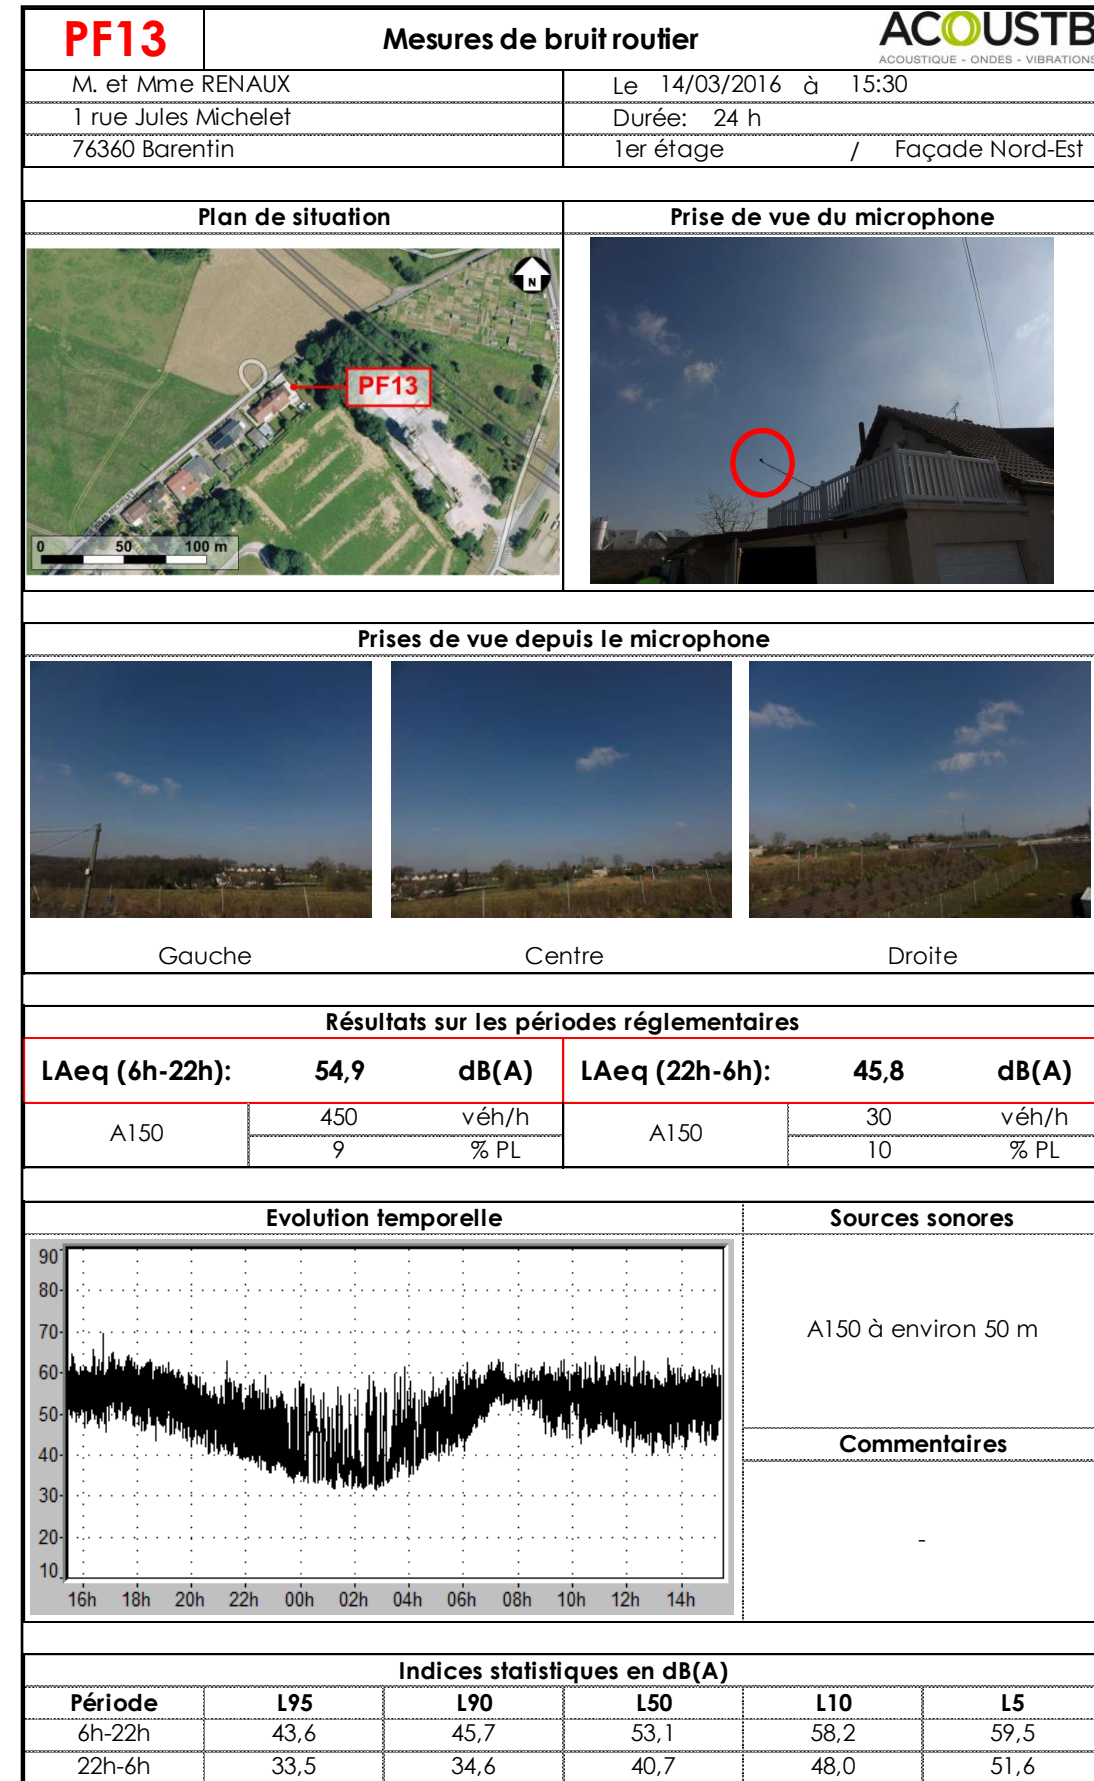 PF13
Mesures de bruit routier
ACOUSTB
ACOUSTIQUE - ONDES - VIBRATIONS
M. et Mme RENAUX
Le 14/03/2016 à 15:30
1 rue Jules Michelet
Durée: 24 h
76360 Barentin
1er étage / Façade Nord-Est
Plan de situation
Prise de vue du microphone
N
PF13
0 50 100 m
Prises de vue depuis le microphone
Gauche
Centre
Droite
Résultats sur les périodes réglementaires
LAeq (6h-22h): 54,9 dB(A)
LAeq (22h-6h): 45,8 dB(A)
A150
450 véh/h
9 % PL
A150
30 véh/h
10 % PL
Evolution temporelle
Sources sonores
90
80
70
60
50
40
30
20
10
16h 18h 20h 22h 00h 02h 04h 06h 08h 10h 12h 14h
A150 à environ 50 m
Commentaires
-
Indices statistiques en dB(A)
Période L95 L90 L50 L10 L5
6h-22h 43,6 45,7 53,1 58,2 59,5
22h-6h 33,5 34,6 40,7 48,0 51,6